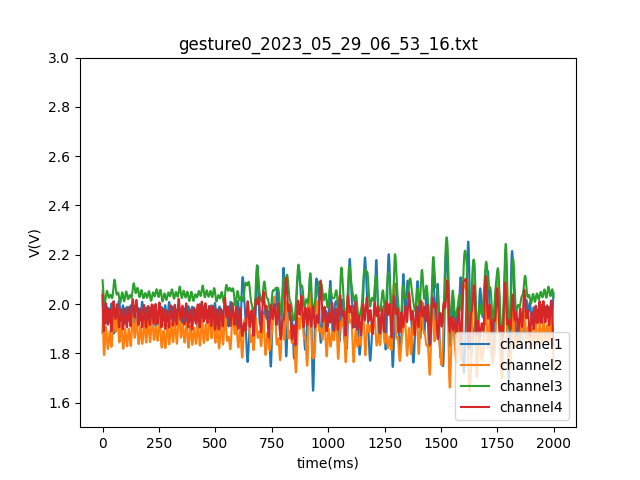 gesture0_2023_05_29_06_53_16.txt
3.0
2.8
2.6
2.4
2.2
2.0
1.8
1.6
V(V)
channel1
channel2
channel3
channel4
0 250 500 750 1000 1250 1500 1750 2000
time(ms)